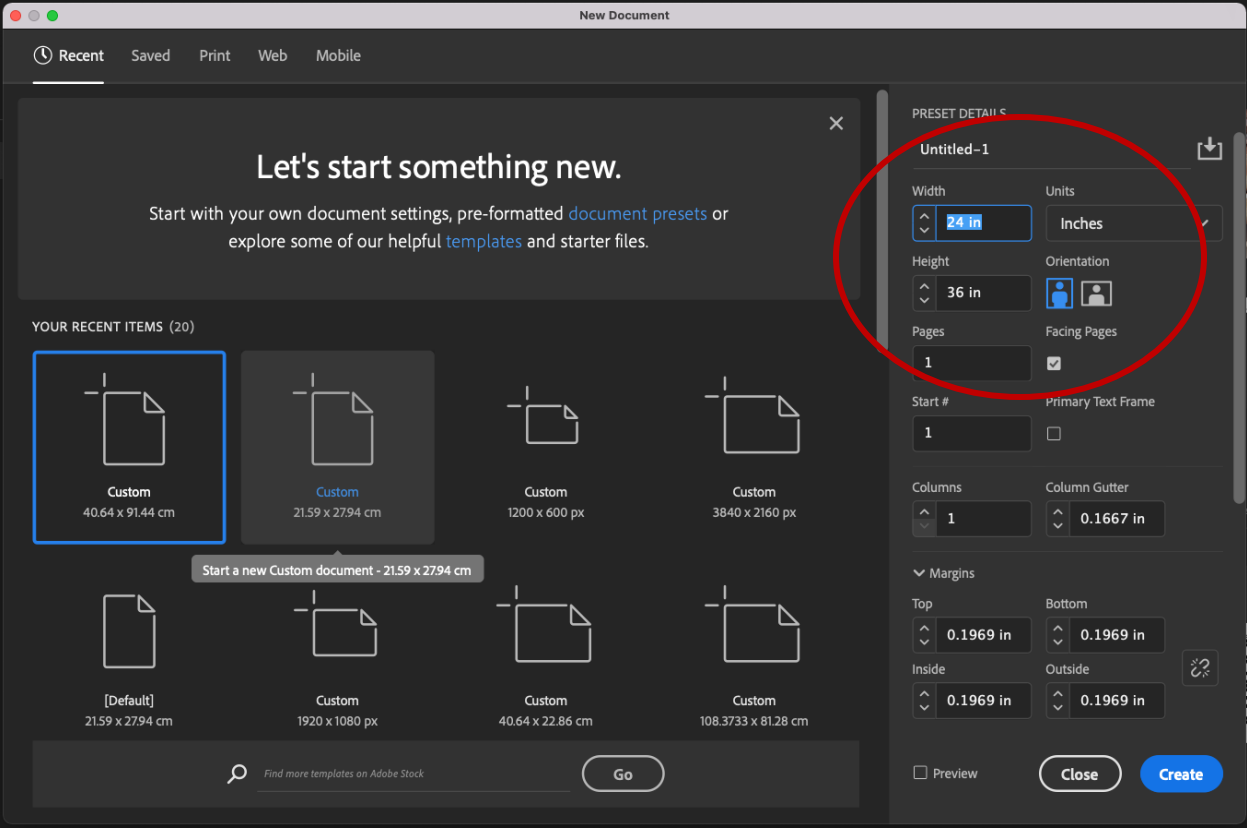 New Document
Recent Saved Print Web Mobile
Let's start something new.
Start with your own document settings, pre-formatted document presets or
explore some of our helpful templates and starter files.
YOUR RECENT ITEMS (20)
Custom
40.64 x 91.44 cm
Custom
21.59 x 27.94 cm
Custom
1200 x 600 px
Custom
3840 x 2160 px
Start a new Custom document - 21.59 x 27.94 cm
[Default]
21.59 x 27.94 cm
Custom
1920 x 1080 px
Custom
40.64 x 22.86 cm
Custom
108.3733 x 81.28 cm
Find more templates on Adobe Stock
Go
PRESET DETAILS
Untitled-1
Width Units
24 in Inches
Height Orientation
36 in
Pages Facing Pages
1
Start # Primary Text Frame
1
Columns Column Gutter
1 0.1667 in
Margins
Top Bottom
0.1969 in 0.1969 in
Inside Outside
0.1969 in 0.1969 in
Preview Close Create